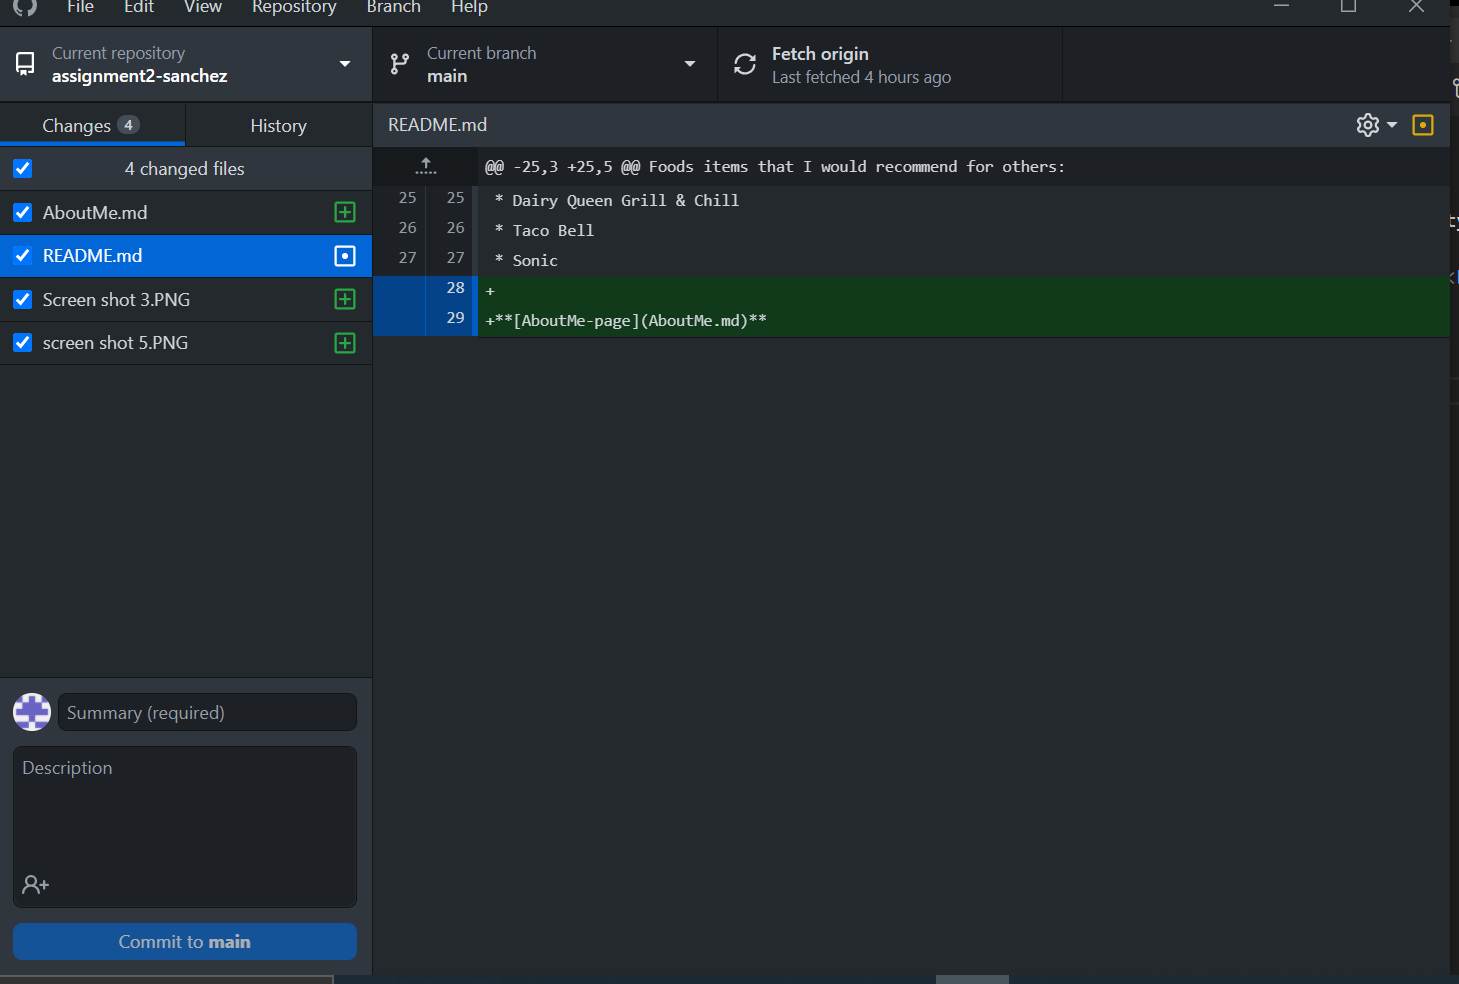 File Edit View Repository Branch Help
Current repository
assignment2-sanchez
Current branch
main
Fetch origin
Last fetched 4 hours ago
Changes 4
History
README.md
4 changed files
AboutMe.md
README.md
Screen shot 3.PNG
screen shot 5.PNG
@@ -25,3 +25,5 @@ Foods items that I would recommend for others:
25 25 * Dairy Queen Grill & Chill
26 26 * Taco Bell
27 27 * Sonic
28 +
29 +**[AboutMe-page](AboutMe.md)**
Summary (required)
Description
Commit to main